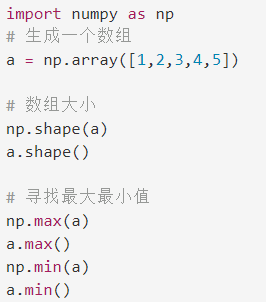 import numpy as np
# 生成一个数组
a = np.array([1,2,3,4,5])
# 数组大小
np.shape(a)
a.shape()
# 寻找最大最小值
np.max(a)
a.max()
np.min(a)
a.min()